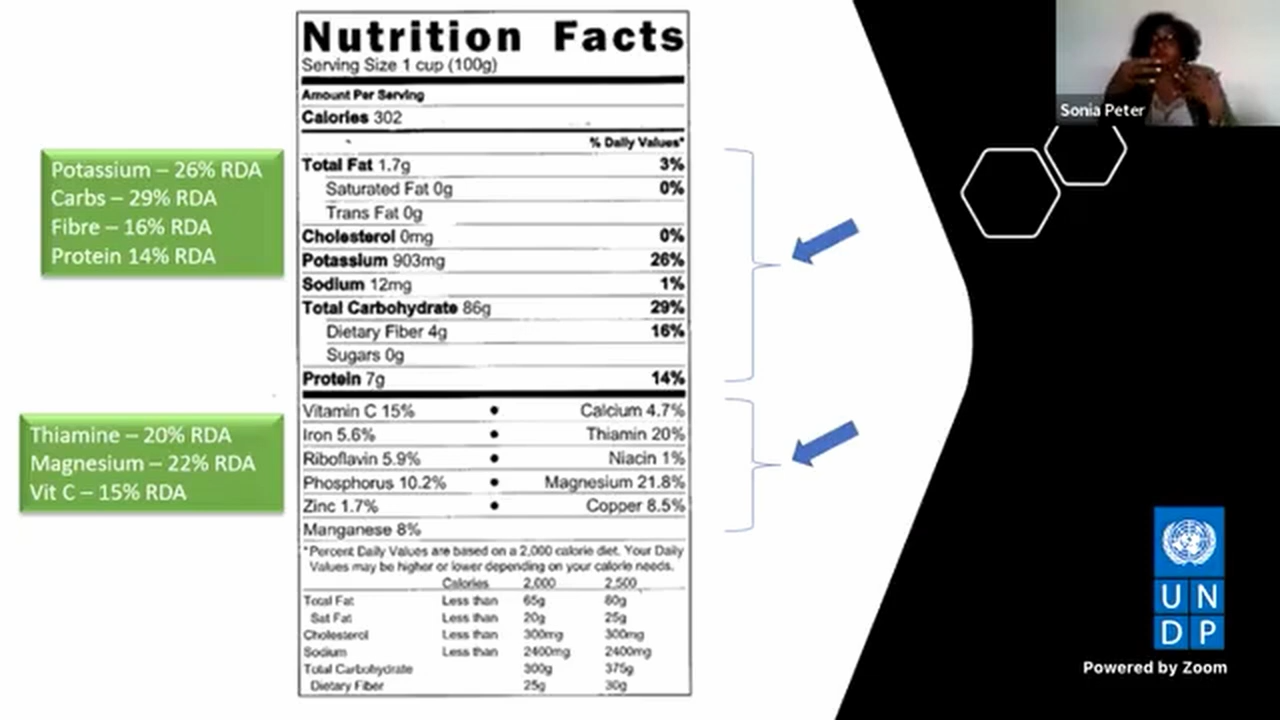 Nutrition Facts
Serving Size 1 cup (100g)
Amount Per Serving
Calories 302
% Daily Values*
Total Fat 1.7g 3%
Saturated Fat 0g 0%
Trans Fat 0g
Cholesterol 0mg 0%
Potassium 903mg 26%
Sodium 12mg 1%
Total Carbohydrate 86g 29%
Dietary Fiber 4g 16%
Sugars 0g
Protein 7g 14%
Vitamin C 15% • Calcium 4.7%
Iron 5.6% • Thiamin 20%
Riboflavin 5.9% • Niacin 1%
Phosphorus 10.2% • Magnesium 21.8%
Zinc 1.7% • Copper 8.5%
Manganese 8%
*Percent Daily Values are based on a 2,000 calorie diet. Your Daily
Values may be higher or lower depending on your calorie needs.
Calories 2,000 2,500
Total Fat Less than 65g 80g
Sat Fat Less than 20g 25g
Cholesterol Less than 300mg 300mg
Sodium Less than 2400mg 2400mg
Total Carbohydrate 300g 375g
Dietary Fiber 25g 30g
Potassium – 26% RDA
Carbs – 29% RDA
Fibre – 16% RDA
Protein 14% RDA
Thiamine – 20% RDA
Magnesium – 22% RDA
Vit C – 15% RDA
Sonia Peter
U N
D P
Powered by Zoom